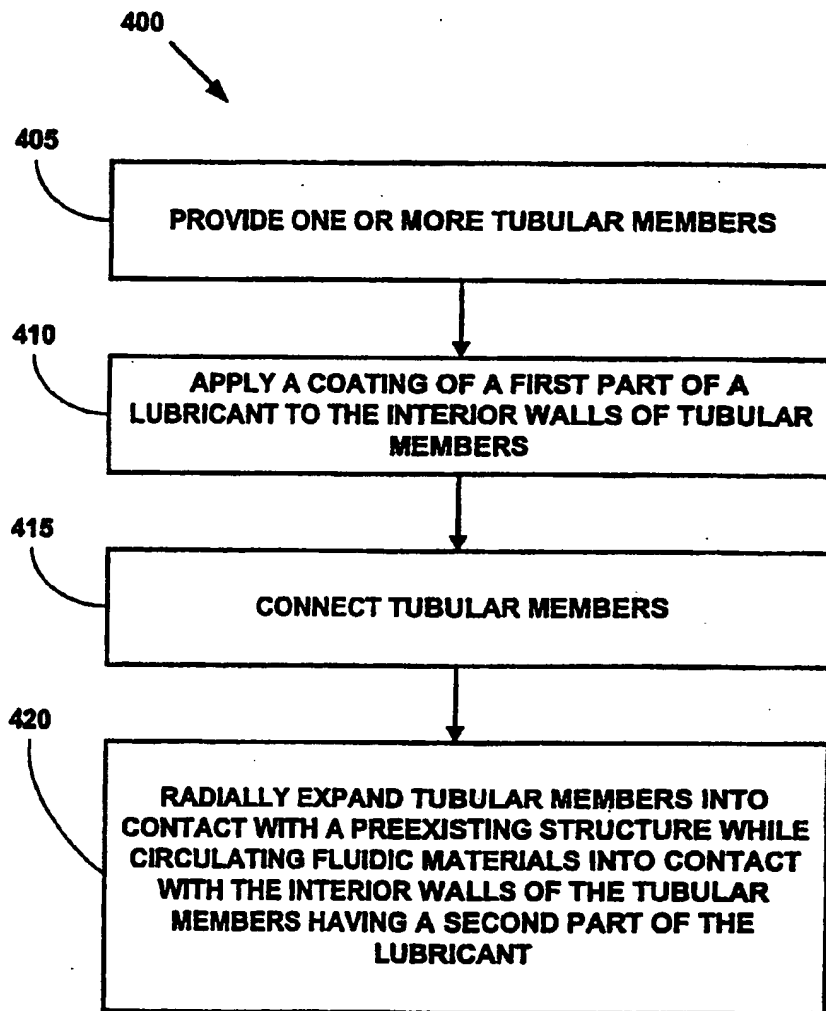 400
405
PROVIDE ONE OR MORE TUBULAR MEMBERS
410
APPLY A COATING OF A FIRST PART OF A
LUBRICANT TO THE INTERIOR WALLS OF TUBULAR
MEMBERS
415
CONNECT TUBULAR MEMBERS
420
RADIALLY EXPAND TUBULAR MEMBERS INTO
CONTACT WITH A PREEXISTING STRUCTURE WHILE
CIRCULATING FLUIDIC MATERIALS INTO CONTACT
WITH THE INTERIOR WALLS OF THE TUBULAR
MEMBERS HAVING A SECOND PART OF THE
LUBRICANT